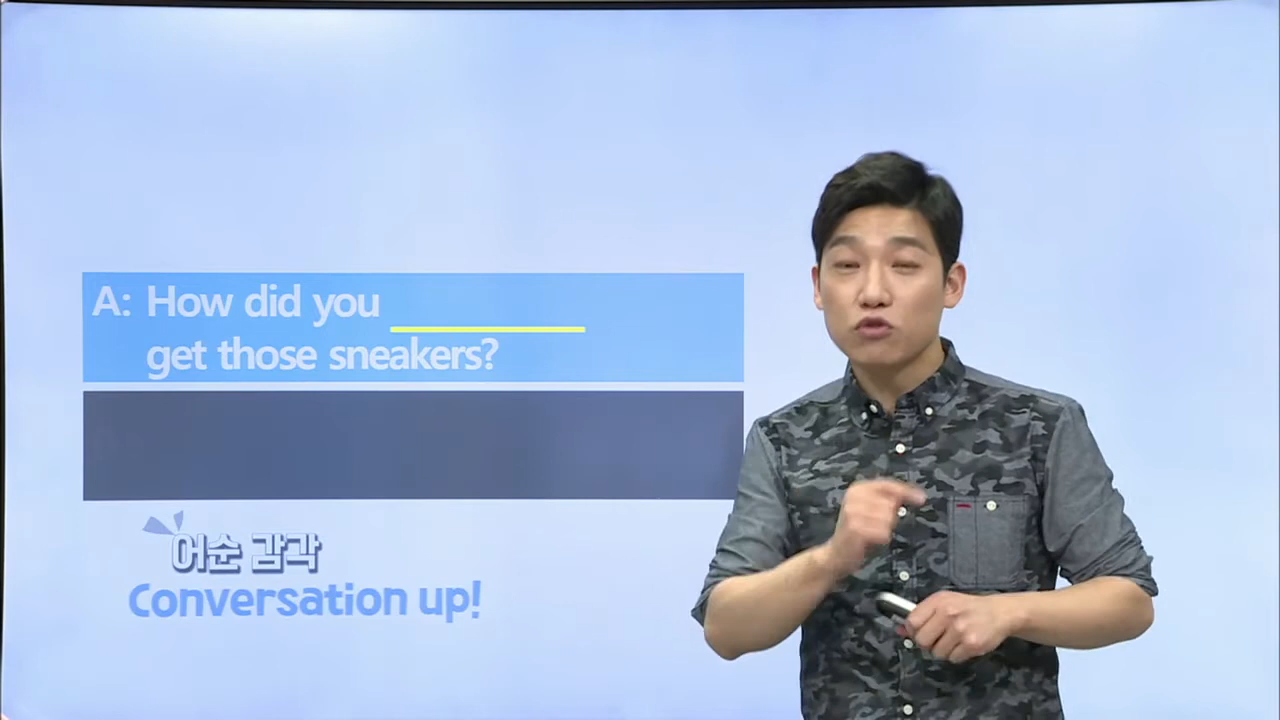 A: How did you
get those sneakers?
어순 감각
Conversation up!